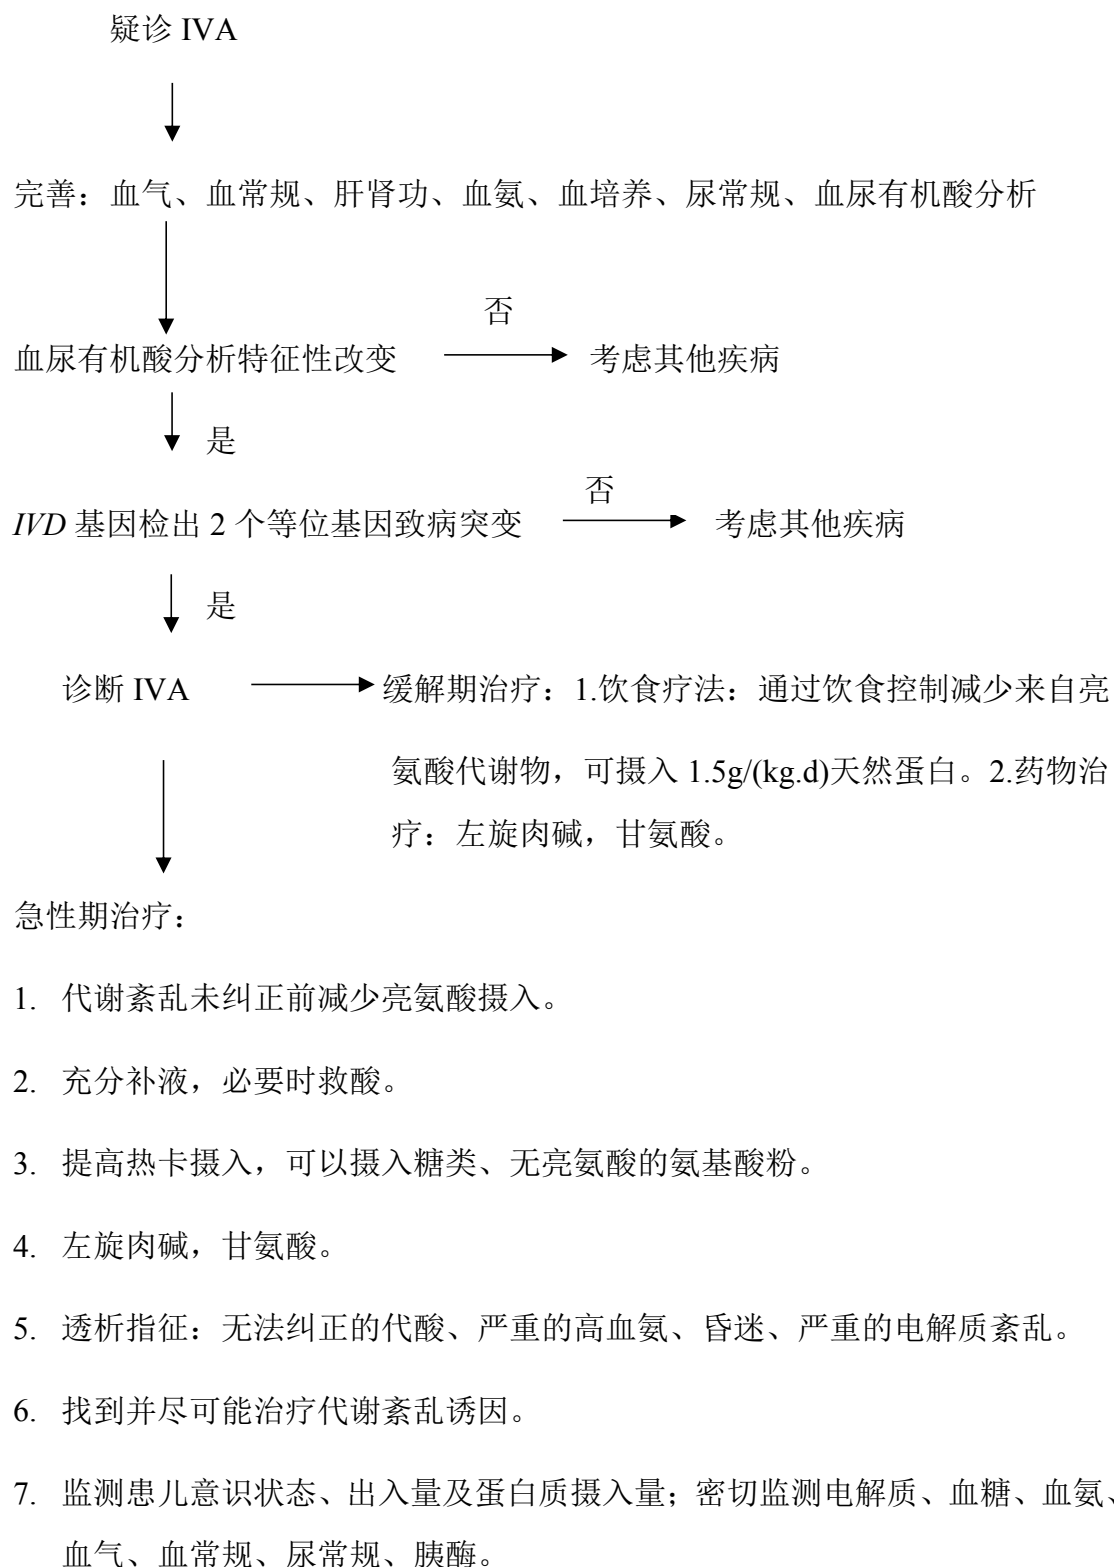 疑诊 IVA
完善：血气、血常规、肝肾功、血氨、血培养、尿常规、血尿有机酸分析
否
血尿有机酸分析特征性改变
考虑其他疾病
是
否
IVD 基因检出 2 个等位基因致病突变
考虑其他疾病
是
诊断 IVA
缓解期治疗：1.饮食疗法：通过饮食控制减少来自亮
氨酸代谢物，可摄入 1.5g/(kg.d)天然蛋白。2.药物治
疗：左旋肉碱，甘氨酸。
急性期治疗：
1. 代谢紊乱未纠正前减少亮氨酸摄入。
2. 充分补液，必要时救酸。
3. 提高热卡摄入，可以摄入糖类、无亮氨酸的氨基酸粉。
4. 左旋肉碱，甘氨酸。
5. 透析指征：无法纠正的代酸、严重的高血氨、昏迷、严重的电解质紊乱。
6. 找到并尽可能治疗代谢紊乱诱因。
7. 监测患儿意识状态、出入量及蛋白质摄入量；密切监测电解质、血糖、血氨、
血气、血常规、尿常规、胰酶。